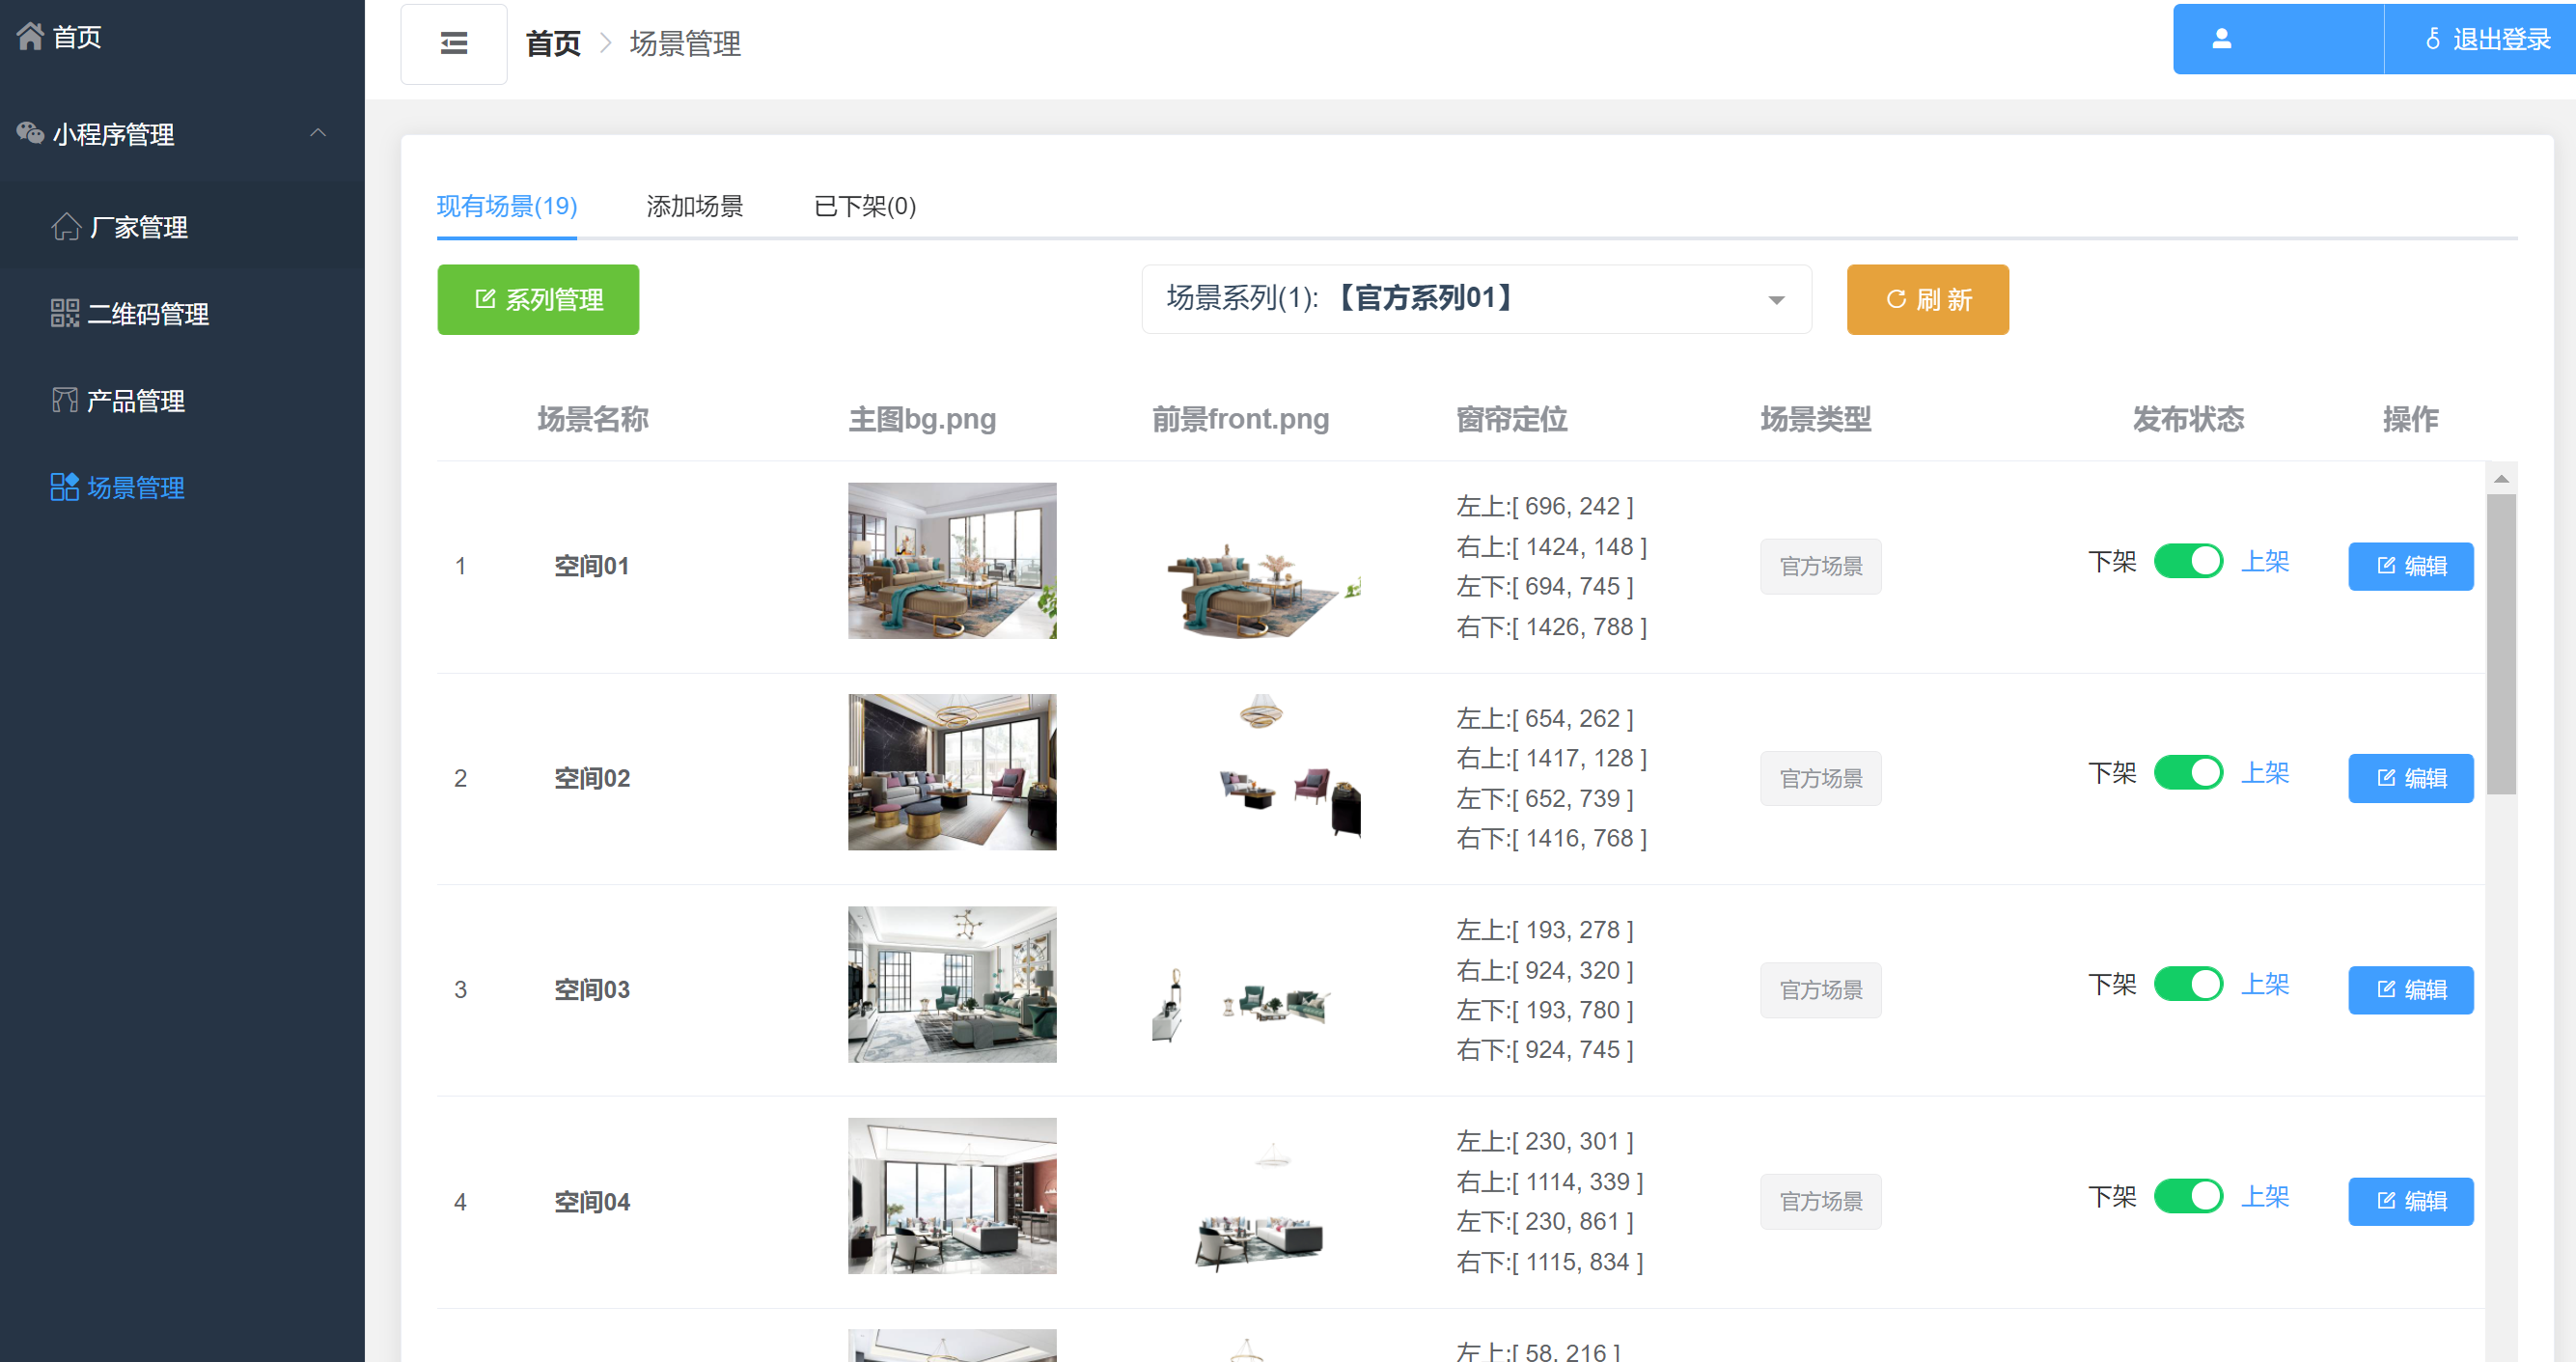 首页
小程序管理
厂家管理
二维码管理
产品管理
场景管理
首页 场景管理
退出登录
现有场景(19) 添加场景 已下架(0)
系列管理 场景系列(1): 【官方系列01】 刷 新
场景名称 主图bg.png 前景front.png 窗帘定位 场景类型 发布状态 操作
1 空间01
左上:[ 696, 242 ]
右上:[ 1424, 148 ]
左下:[ 694, 745 ]
右下:[ 1426, 788 ]
官方场景 下架 上架 编辑
2 空间02
左上:[ 654, 262 ]
右上:[ 1417, 128 ]
左下:[ 652, 739 ]
右下:[ 1416, 768 ]
官方场景 下架 上架 编辑
3 空间03
左上:[ 193, 278 ]
右上:[ 924, 320 ]
左下:[ 193, 780 ]
右下:[ 924, 745 ]
官方场景 下架 上架 编辑
4 空间04
左上:[ 230, 301 ]
右上:[ 1114, 339 ]
左下:[ 230, 861 ]
右下:[ 1115, 834 ]
官方场景 下架 上架 编辑
左上:[ 58, 216 ]